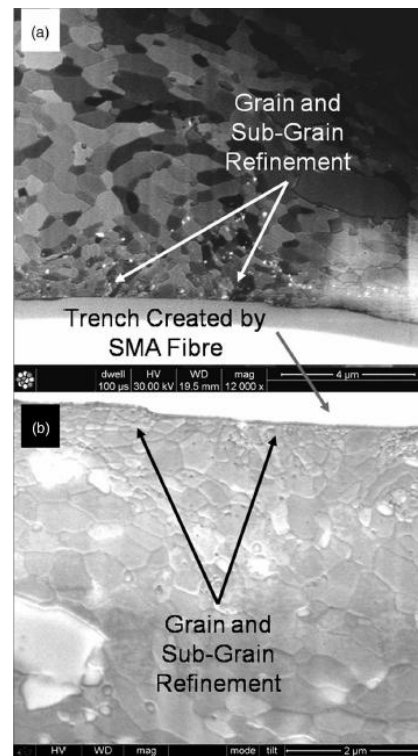 (a)
Grain and
Sub-Grain
Refinement
Trench Created by
SMA Fibre
dwell HV WD mag
100 µs 30.00 kV 19.5 mm 12 000 x
4 µm
(b)
Grain and
Sub-Grain
Refinement
HV WD mode tilt 2 µm